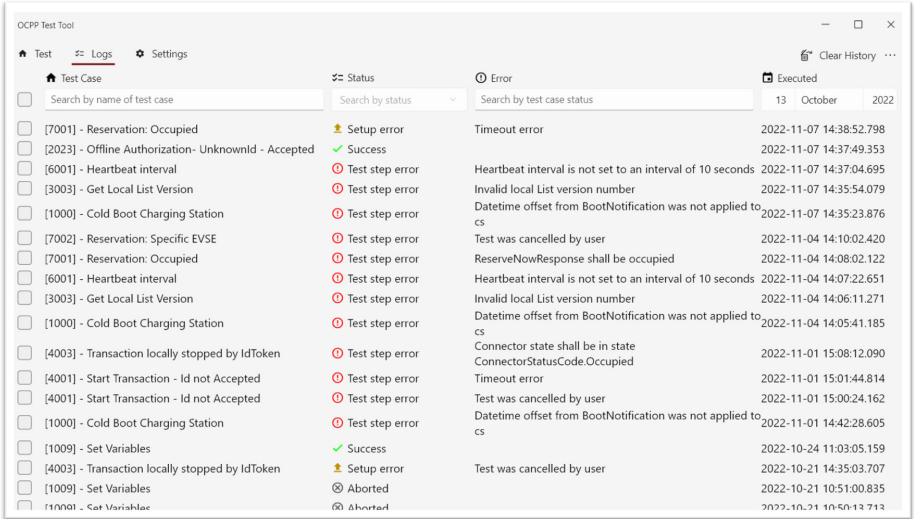 OCPP Test Tool
Test Logs Settings Clear History ...
Test Case Status Error Executed
Search by name of test case Search by status Search by test case status 13 October 2022
[7001] - Reservation: Occupied Setup error Timeout error 2022-11-07 14:38:52.798
[2023] - Offline Authorization- UnknownId - Accepted Success 2022-11-07 14:37:49.353
[6001] - Heartbeat interval Test step error Heartbeat interval is not set to an interval of 10 seconds 2022-11-07 14:37:04.695
[3003] - Get Local List Version Test step error Invalid local List version number 2022-11-07 14:35:54.079
[1000] - Cold Boot Charging Station Test step error Datetime offset from BootNotification was not applied to 2022-11-07 14:35:23.876
cs
[7002] - Reservation: Specific EVSE Test step error Test was cancelled by user 2022-11-04 14:10:02.420
[7001] - Reservation: Occupied Test step error ReserveNowResponse shall be occupied 2022-11-04 14:08:02.122
[6001] - Heartbeat interval Test step error Heartbeat interval is not set to an interval of 10 seconds 2022-11-04 14:07:22.651
[3003] - Get Local List Version Test step error Invalid local List version number 2022-11-04 14:06:11.271
[1000] - Cold Boot Charging Station Test step error Datetime offset from BootNotification was not applied to 2022-11-04 14:05:41.185
cs
[4003] - Transaction locally stopped by IdToken Test step error Connector state shall be in state 2022-11-01 15:08:12.090
ConnectorStatusCode.Occupied
[4001] - Start Transaction - Id not Accepted Test step error Timeout error 2022-11-01 15:01:44.814
[4001] - Start Transaction - Id not Accepted Test step error Test was cancelled by user 2022-11-01 15:00:24.162
[1000] - Cold Boot Charging Station Test step error Datetime offset from BootNotification was not applied to 2022-11-01 14:42:28.605
cs
[1009] - Set Variables Success 2022-10-24 11:03:05.159
[4003] - Transaction locally stopped by IdToken Setup error Test was cancelled by user 2022-10-21 14:35:03.707
[1009] - Set Variables Aborted 2022-10-21 10:51:00.835
[1009] - Set Variables Aborted 2022-10-21 10:50:13.713